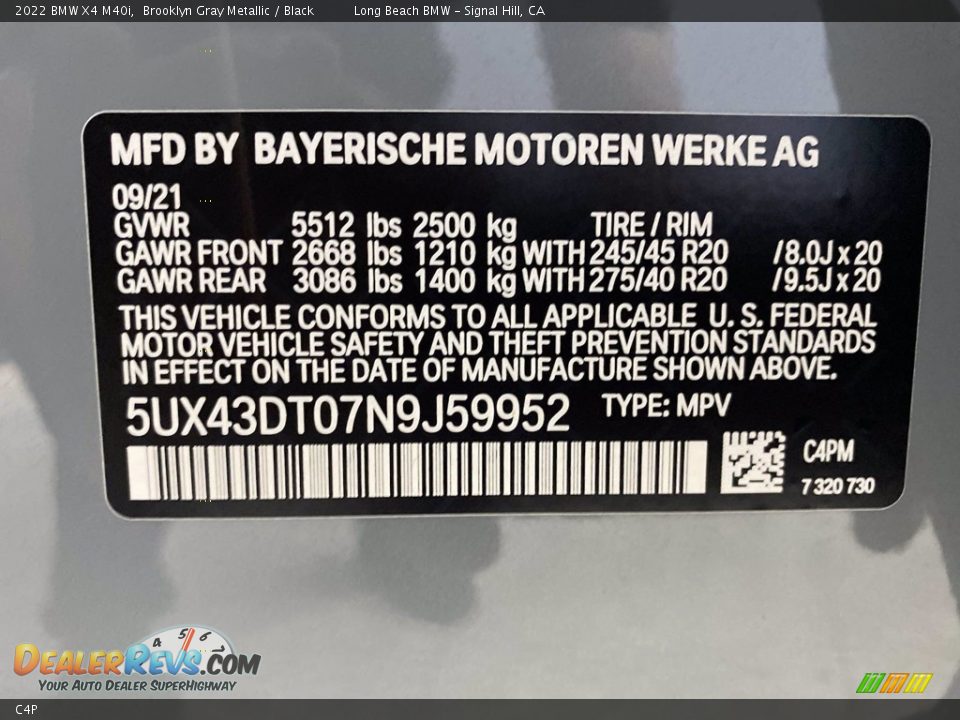 2022 BMW X4 M40i, Brooklyn Gray Metallic / Black Long Beach BMW - Signal Hill, CA
MFD BY BAYERISCHE MOTOREN WERKE AG
09/21
GVWR 5512 lbs 2500 kg TIRE / RIM
GAWR FRONT 2668 lbs 1210 kg WITH 245/45 R20 /8.0J x 20
GAWR REAR 3086 lbs 1400 kg WITH 275/40 R20 /9.5J x 20
THIS VEHICLE CONFORMS TO ALL APPLICABLE U. S. FEDERAL
MOTOR VEHICLE SAFETY AND THEFT PREVENTION STANDARDS
IN EFFECT ON THE DATE OF MANUFACTURE SHOWN ABOVE.
5UX43DT07N9J59952 TYPE: MPV
C4PM
7 320 730
4 5 6
DEALERREVS.COM
YOUR AUTO DEALER SUPERHIGHWAY
C4P